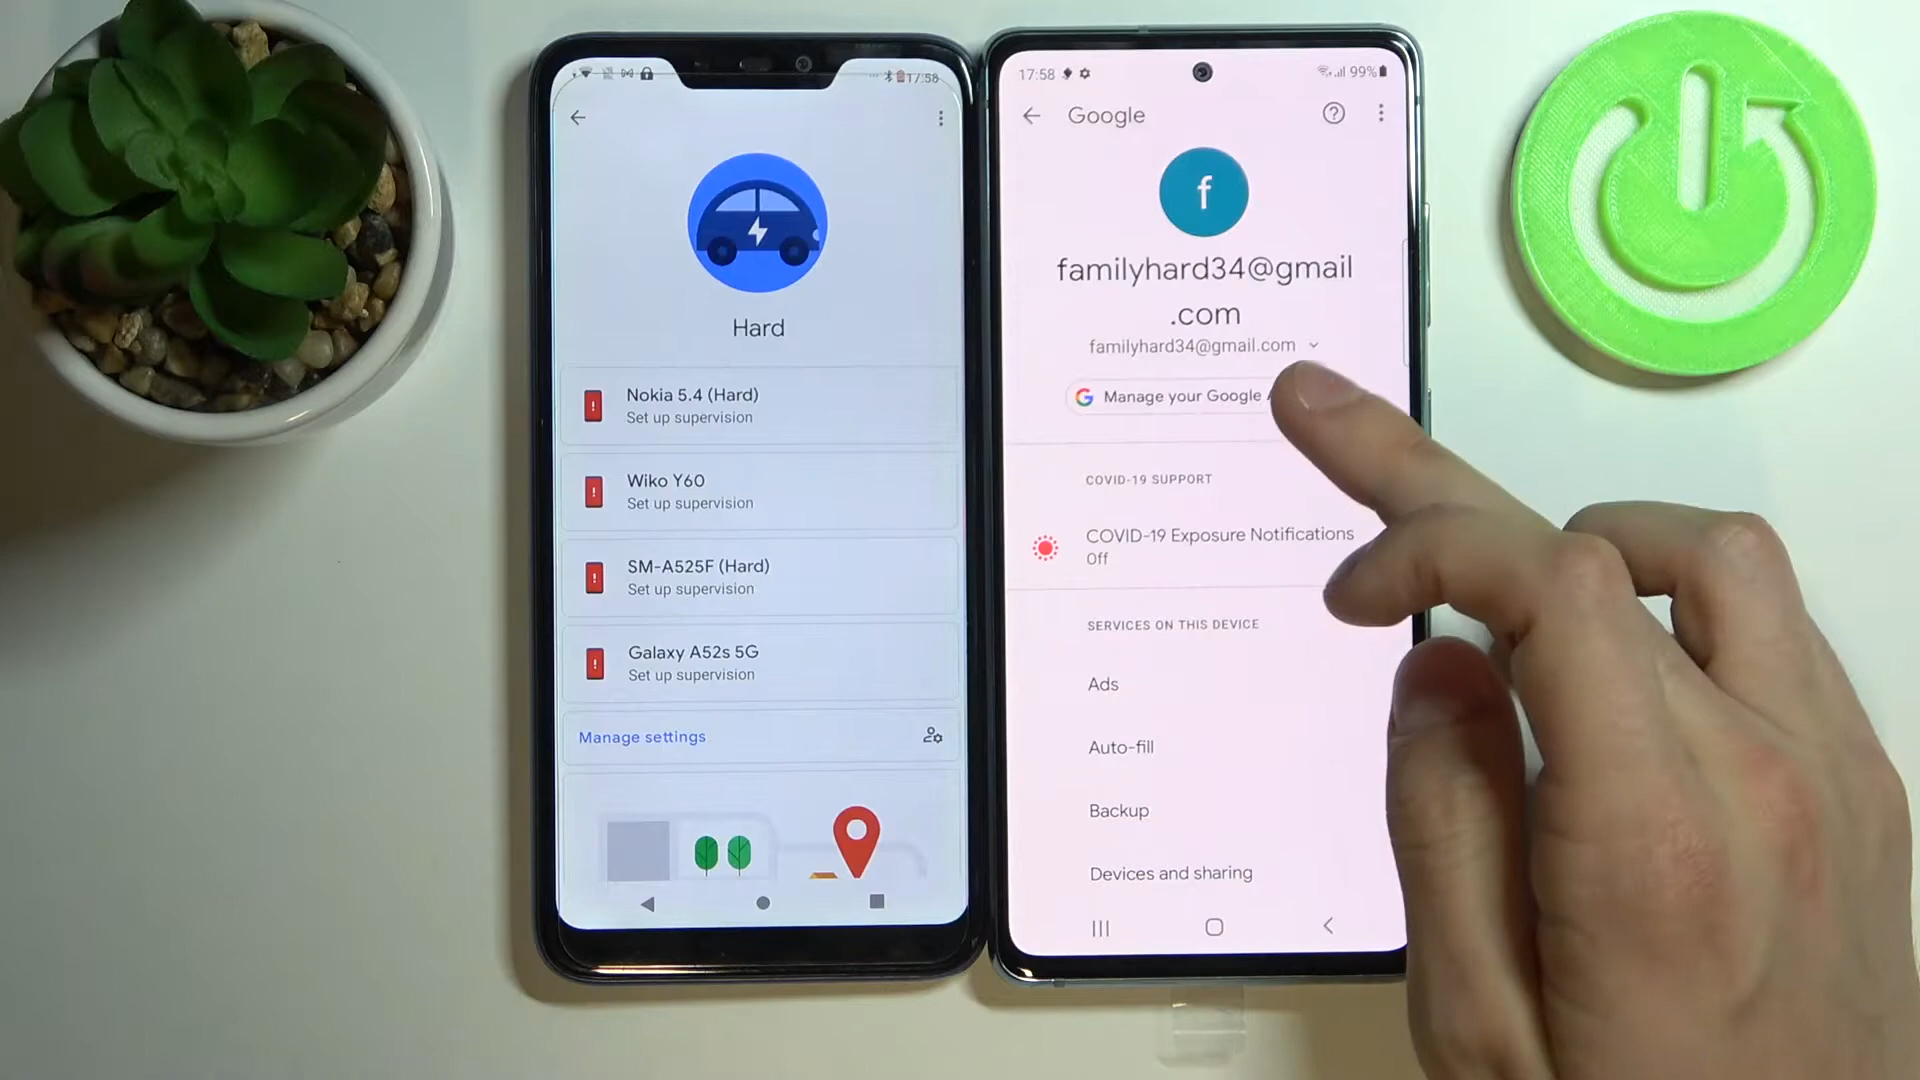 17:58
Hard
Nokia 5.4 (Hard)
Set up supervision
Wiko Y60
Set up supervision
SM-A525F (Hard)
Set up supervision
Galaxy A52s 5G
Set up supervision
Manage settings
17:58
99%
Google
f
familyhard34@gmail
.com
familyhard34@gmail.com
G Manage your Google
COVID-19 SUPPORT
COVID-19 Exposure Notifications
Off
SERVICES ON THIS DEVICE
Ads
Auto-fill
Backup
Devices and sharing